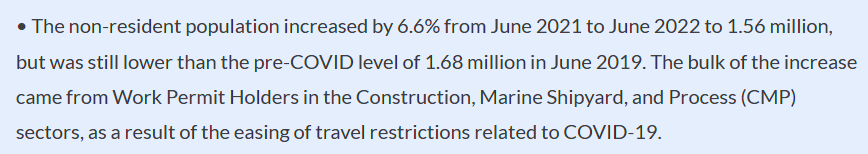 • The non-resident population increased by 6.6% from June 2021 to June 2022 to 1.56 million,
but was still lower than the pre-COVID level of 1.68 million in June 2019. The bulk of the increase
came from Work Permit Holders in the Construction, Marine Shipyard, and Process (CMP)
sectors, as a result of the easing of travel restrictions related to COVID-19.